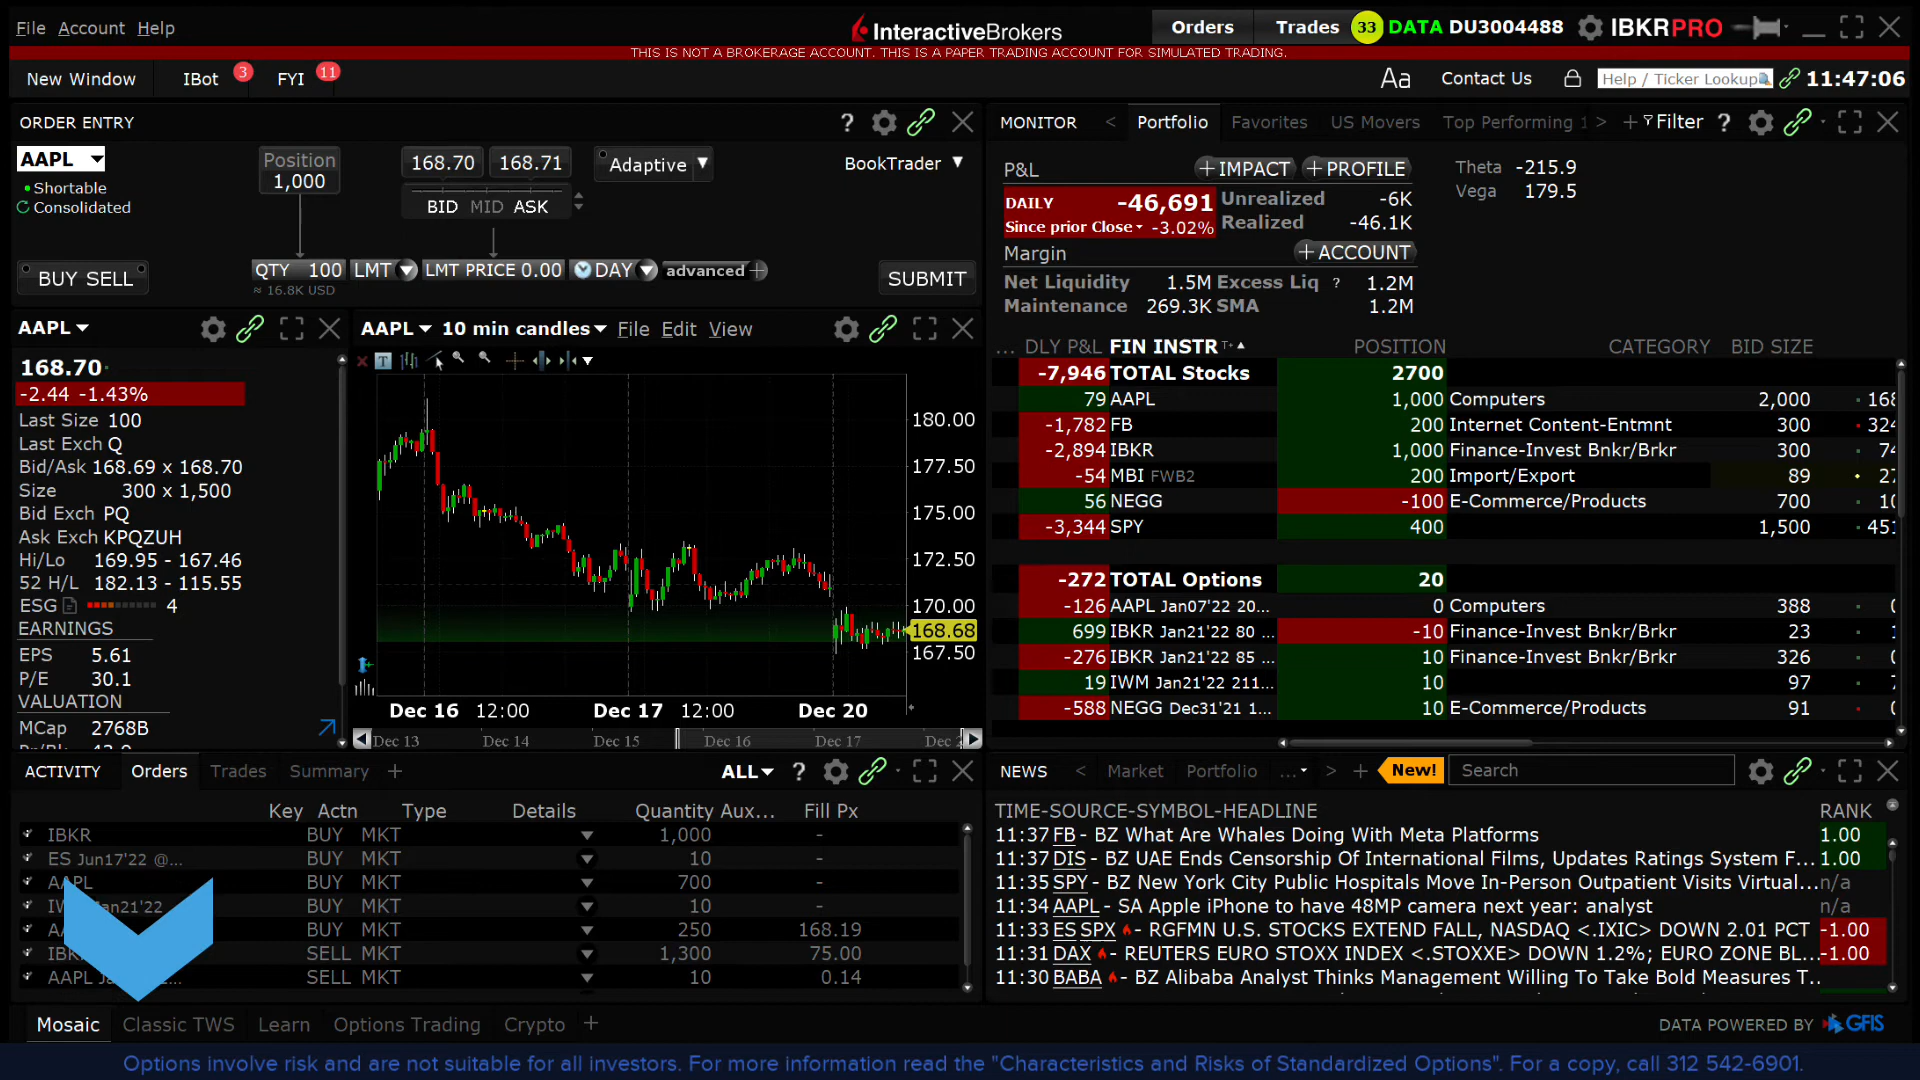 File Account Help
InteractiveBrokers
Orders Trades 33 DATA DU3004488 IBKRPRO
THIS IS NOT A BROKERAGE ACCOUNT. THIS IS A PAPER TRADING ACCOUNT FOR SIMULATED TRADING.
New Window IBot 3 FYI 11
Aa Contact Us Help / Ticker Lookup 11:47:06
ORDER ENTRY ?
AAPL Position 168.70 168.71 Adaptive BookTrader
1,000
Shortable
Consolidated
BID MID ASK
BUY SELL QTY 100 LMT LMT PRICE 0.00 DAY advanced + SUBMIT
≈ 16.8K USD
AAPL
168.70
-2.44 -1.43%
Last Size 100
Last Exch Q
Bid/Ask 168.69 x 168.70
Size 300 x 1,500
Bid Exch PQ
Ask Exch KPQZUH
Hi/Lo 169.95 - 167.46
52 H/L 182.13 - 115.55
ESG 4
EARNINGS
EPS 5.61
P/E 30.1
VALUATION
MCap 2768B
AAPL 10 min candles File Edit View
T
180.00
177.50
175.00
172.50
170.00
168.68
167.50
Dec 16 12:00 Dec 17 12:00 Dec 20
Dec 13 Dec 14 Dec 15 Dec 16 Dec 17 Dec
MONITOR < Portfolio Favorites US Movers Top Performing 1 > + Filter ?
P&L + IMPACT + PROFILE
DAILY -46,691 Unrealized -6K
Since prior Close -3.02% Realized -46.1K
Theta -215.9
Vega 179.5
Margin + ACCOUNT
Net Liquidity 1.5M Excess Liq ? 1.2M
Maintenance 269.3K SMA 1.2M
... DLY P&L FIN INSTR POSITION CATEGORY BID SIZE
-7,946 TOTAL Stocks 2700
79 AAPL 1,000 Computers 2,000 168
-1,782 FB 200 Internet Content-Entmnt 300 324
-2,894 IBKR 1,000 Finance-Invest Bnkr/Brkr 300 74
-54 MBI FWB2 200 Import/Export 89 27
56 NEGG -100 E-Commerce/Products 700 10
-3,344 SPY 400 1,500 451
-272 TOTAL Options 20
-126 AAPL Jan07'22 20... 0 Computers 388 0
699 IBKR Jan21'22 80 ... -10 Finance-Invest Bnkr/Brkr 23 1
-276 IBKR Jan21'22 85 ... 10 Finance-Invest Bnkr/Brkr 326 0
19 IWM Jan21'22 211... 10 97 7
-588 NEGG Dec31'21 1... 10 E-Commerce/Products 91 0
ACTIVITY Orders Trades Summary + ALL ?
Key Actn Type Details Quantity Aux... Fill Px
IBKR BUY MKT 1,000 -
ES Jun17'22 @... BUY MKT 10 -
AAPL BUY MKT 700 -
Jan21'22 BUY MKT 10 -
BUY MKT 250 168.19
SELL MKT 1,300 75.00
AAPL SELL MKT 10 0.14
NEWS < Market Portfolio ... > + New! Search
TIME-SOURCE-SYMBOL-HEADLINE RANK
11:37 FB - BZ What Are Whales Doing With Meta Platforms 1.00
11:37 DIS - BZ UAE Ends Censorship Of International Films, Updates Ratings System F... 1.00
11:35 SPY - BZ New York City Public Hospitals Move In-Person Outpatient Visits Virtual... n/a
11:34 AAPL - SA Apple iPhone to have 48MP camera next year: analyst n/a
11:33 ES SPX - RGFMN U.S. STOCKS EXTEND FALL, NASDAQ <.IXIC> DOWN 2.01 PCT -1.00
11:31 DAX - REUTERS EURO STOXX INDEX <.STOXXE> DOWN 1.2%; EURO ZONE BL... -1.00
11:30 BABA - BZ Alibaba Analyst Thinks Management Willing To Take Bold Measures T...
Mosaic Classic TWS Learn Options Trading Crypto +
DATA POWERED BY GFIS
Options involve risk and are not suitable for all investors. For more information read the "Characteristics and Risks of Standardized Options". For a copy, call 312 542-6901.